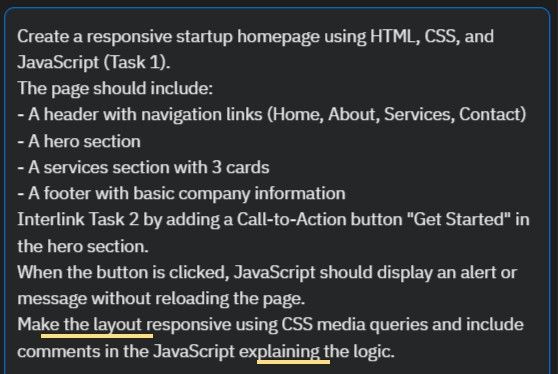 Create a responsive startup homepage using HTML, CSS, and
JavaScript (Task 1).
The page should include:
- A header with navigation links (Home, About, Services, Contact)
- A hero section
- A services section with 3 cards
- A footer with basic company information
Interlink Task 2 by adding a Call-to-Action button "Get Started" in
the hero section.
When the button is clicked, JavaScript should display an alert or
message without reloading the page.
Make the layout responsive using CSS media queries and include
comments in the JavaScript explaining the logic.